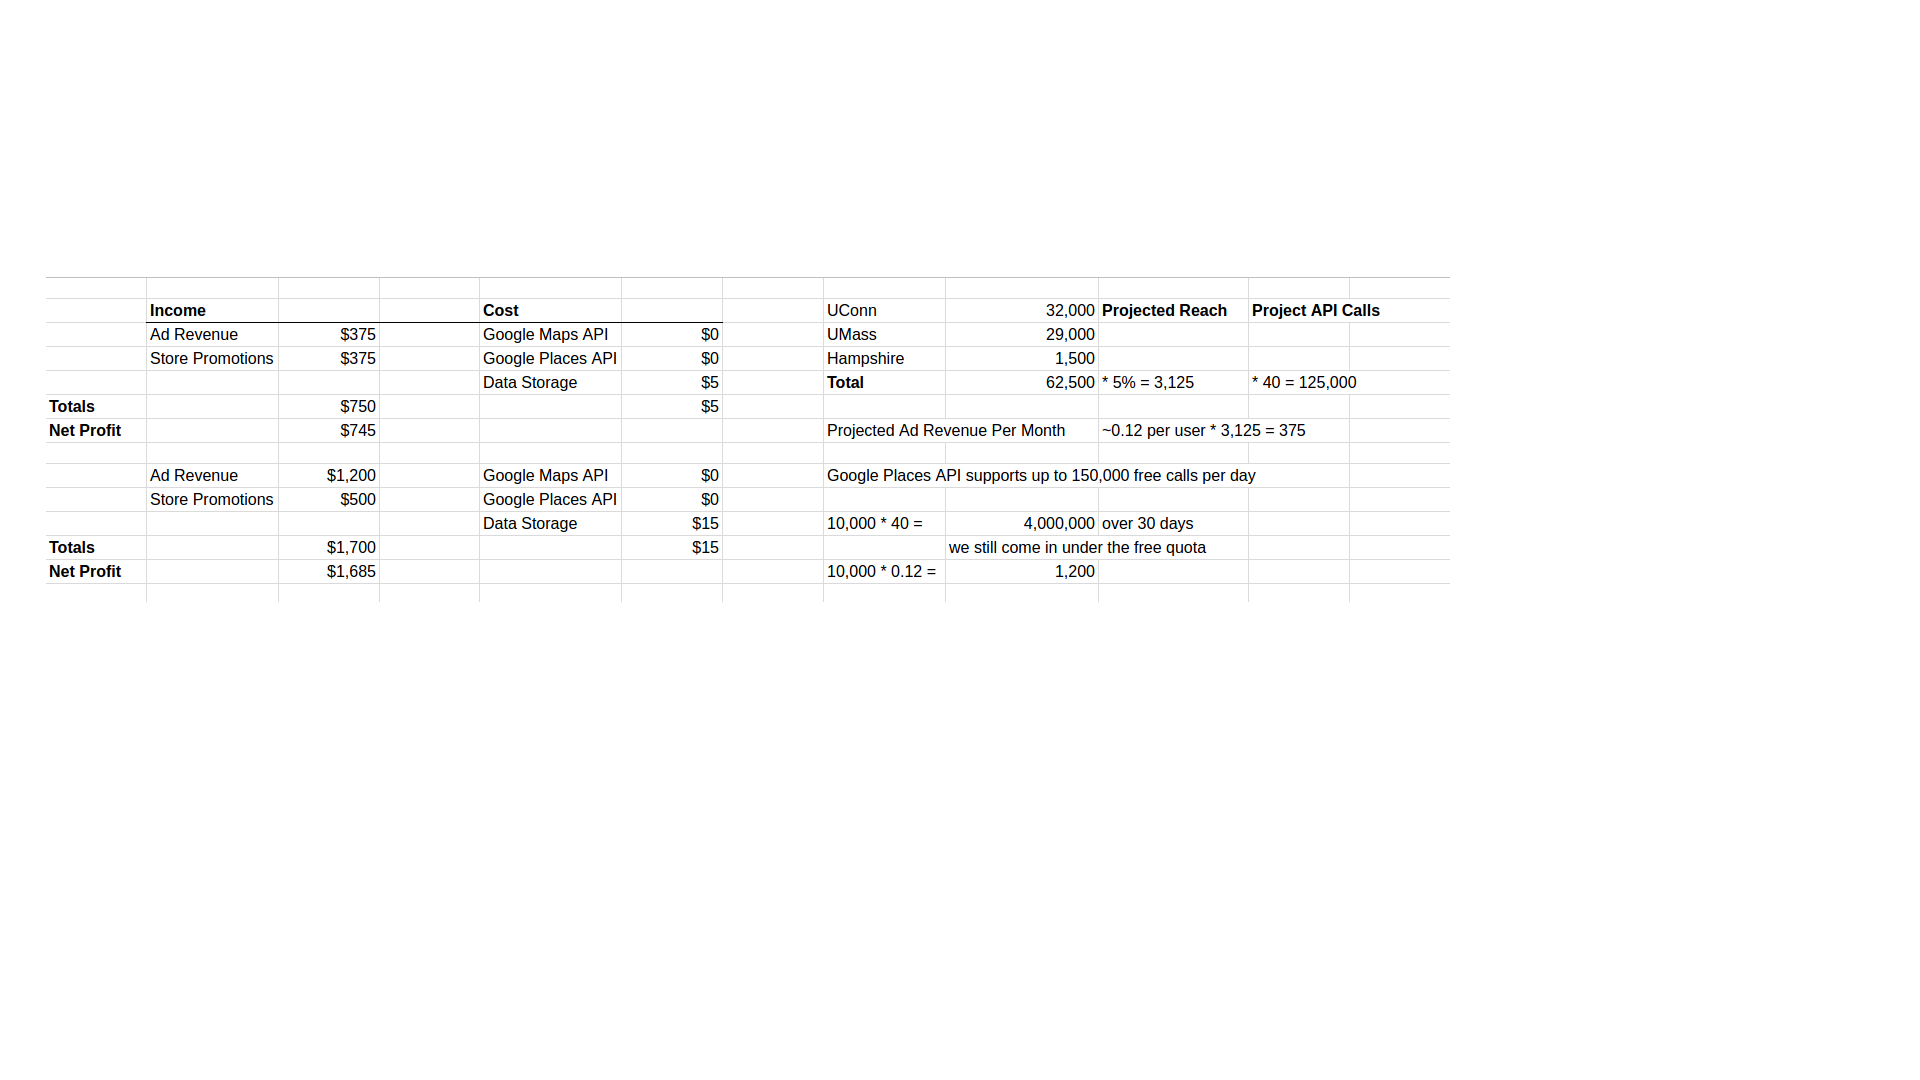 Income Cost UConn 32,000 Projected Reach Project API Calls
Ad Revenue $375 Google Maps API $0 UMass 29,000
Store Promotions $375 Google Places API $0 Hampshire 1,500
Data Storage $5 Total 62,500 * 5% = 3,125 * 40 = 125,000
Totals $750 $5
Net Profit $745 Projected Ad Revenue Per Month ~0.12 per user * 3,125 = 375
Ad Revenue $1,200 Google Maps API $0 Google Places API supports up to 150,000 free calls per day
Store Promotions $500 Google Places API $0
Data Storage $15 10,000 * 40 = 4,000,000 over 30 days
Totals $1,700 $15 we still come in under the free quota
Net Profit $1,685 10,000 * 0.12 = 1,200